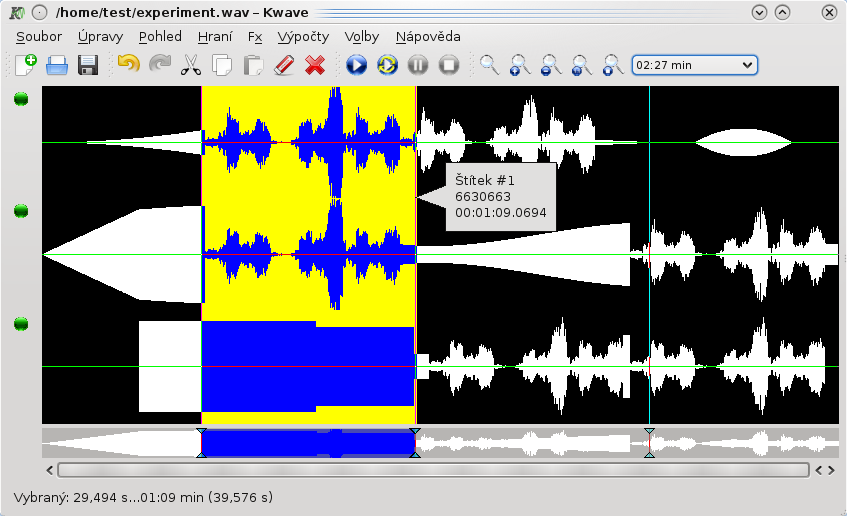 /home/test/experiment.wav – Kwave
Soubor Úpravy Pohled Hraní Fx Výpočty Volby Nápověda
02:27 min
Štítek #1
6630663
00:01:09.0694
Vybraný: 29,494 s...01:09 min (39,576 s)